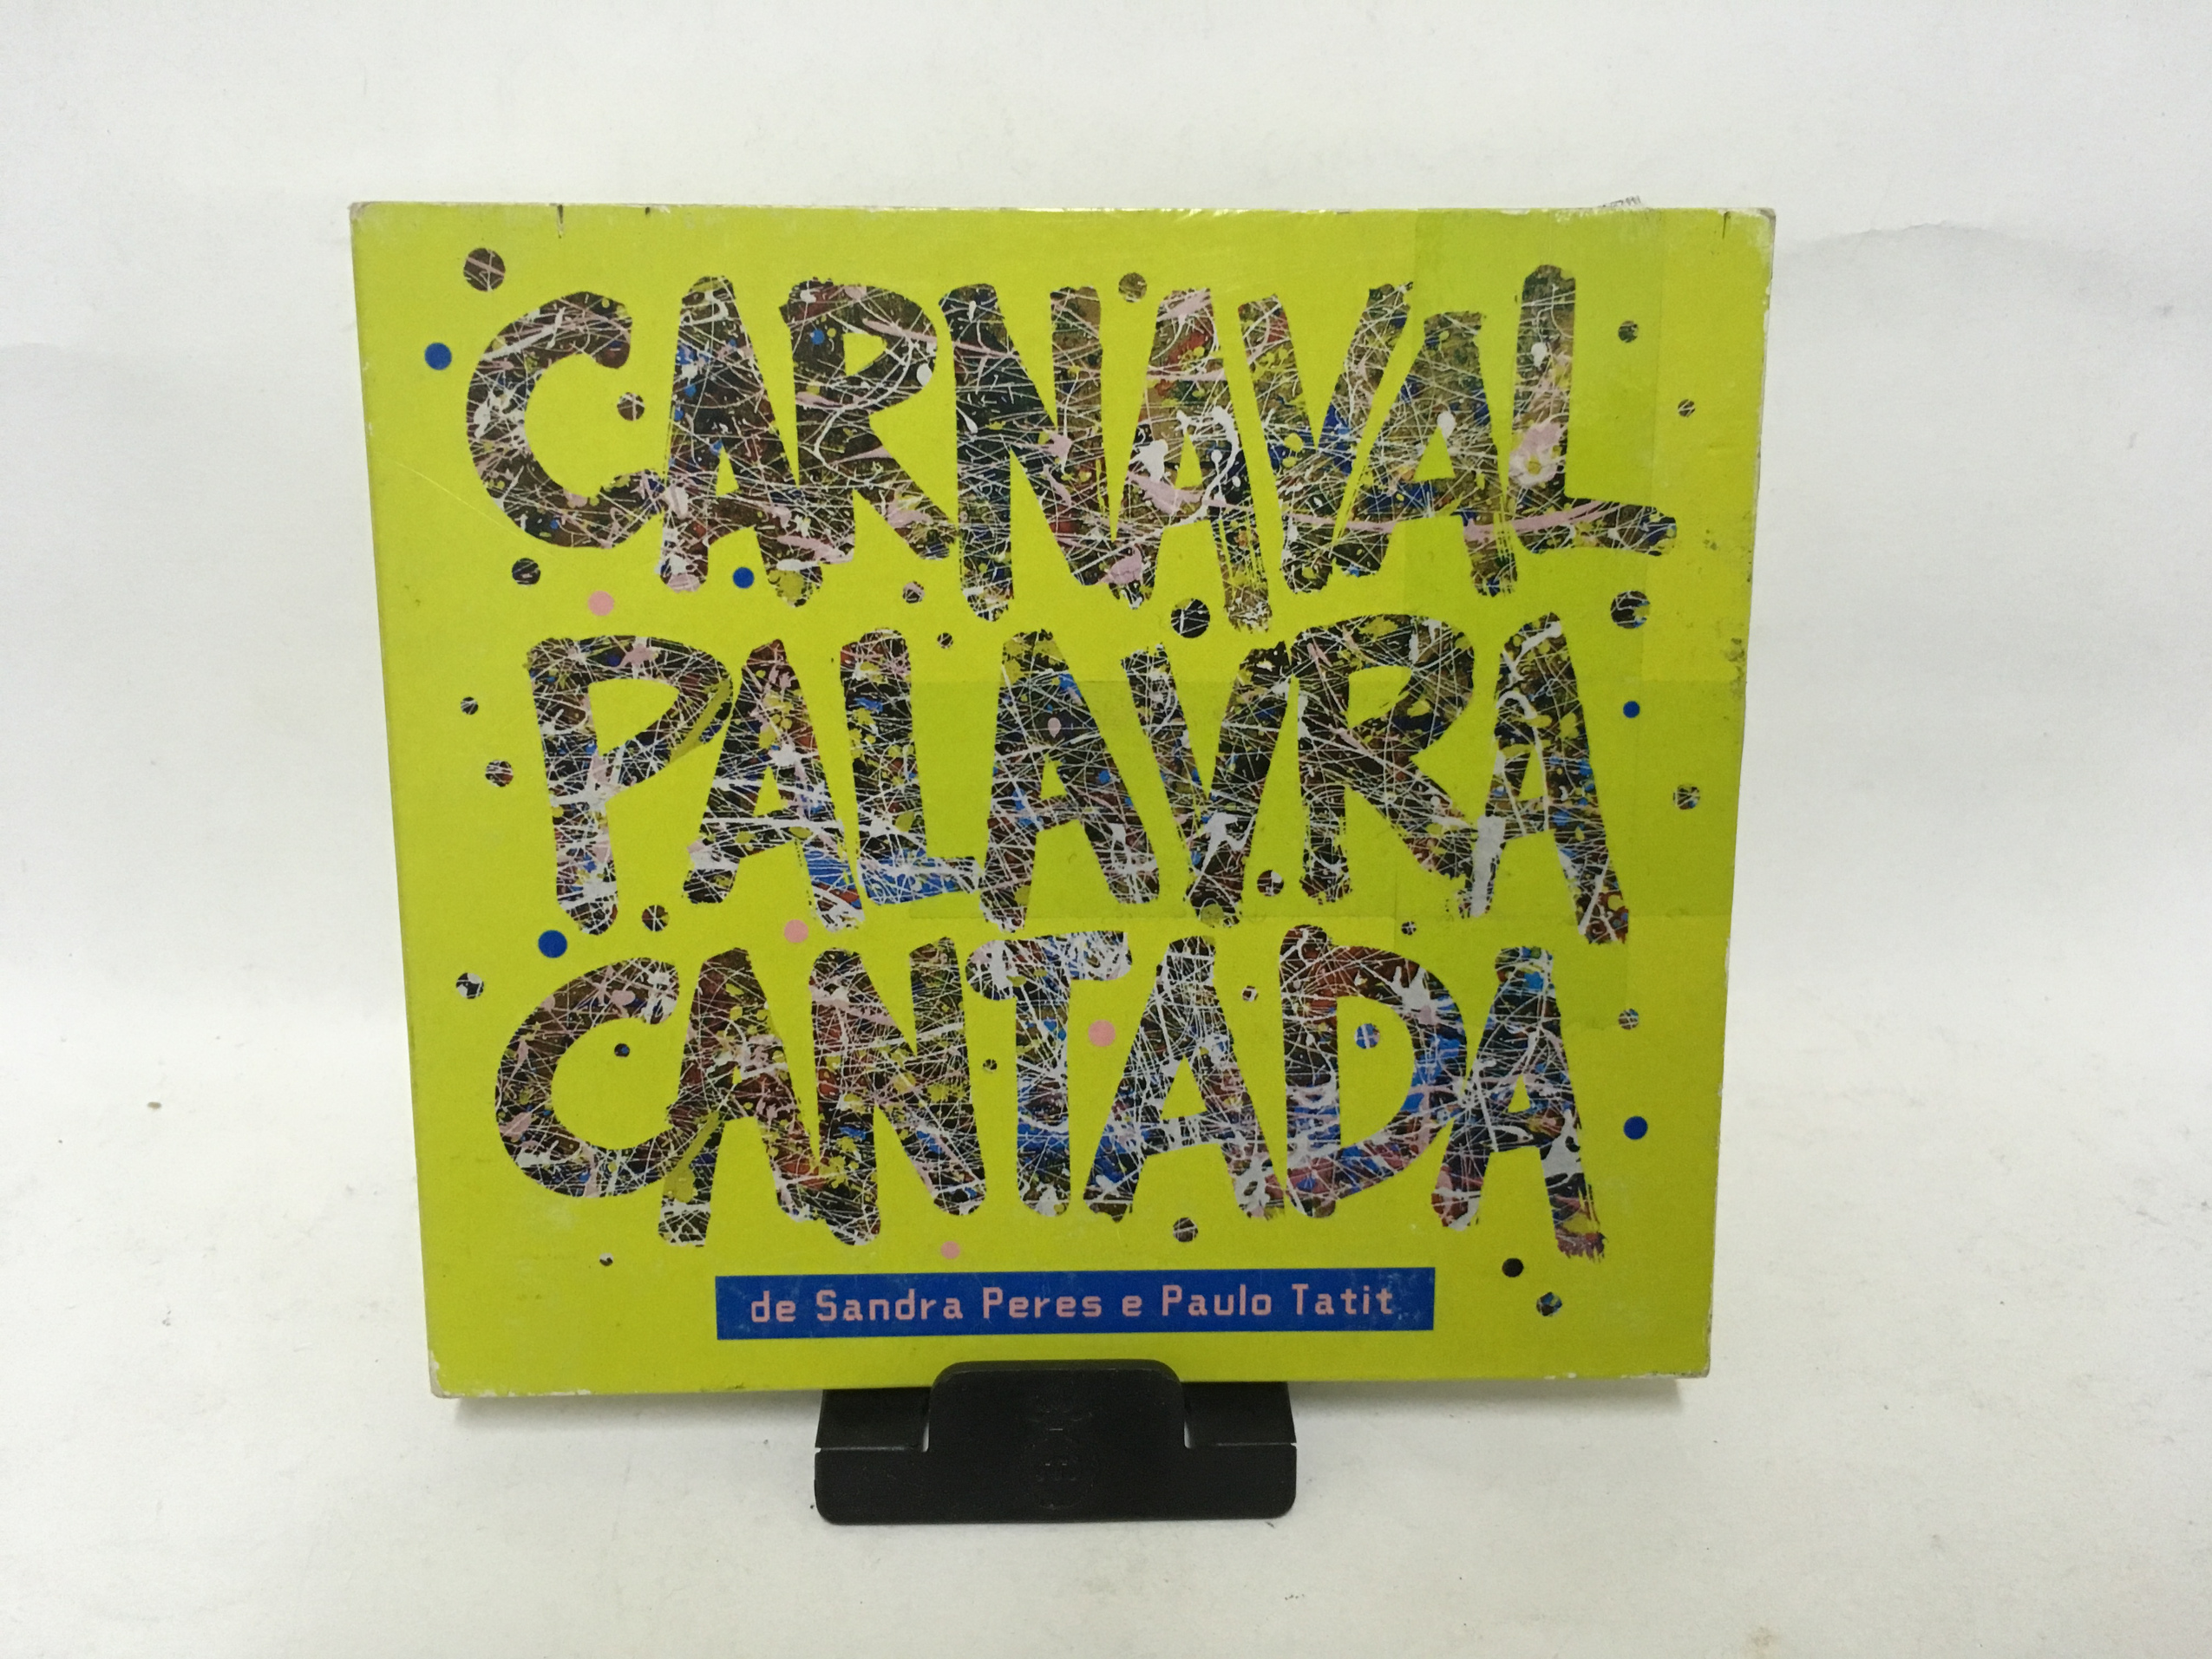 CARNAVAL
PALAVRA
CANTADA
de Sandra Peres e Paulo Tatit